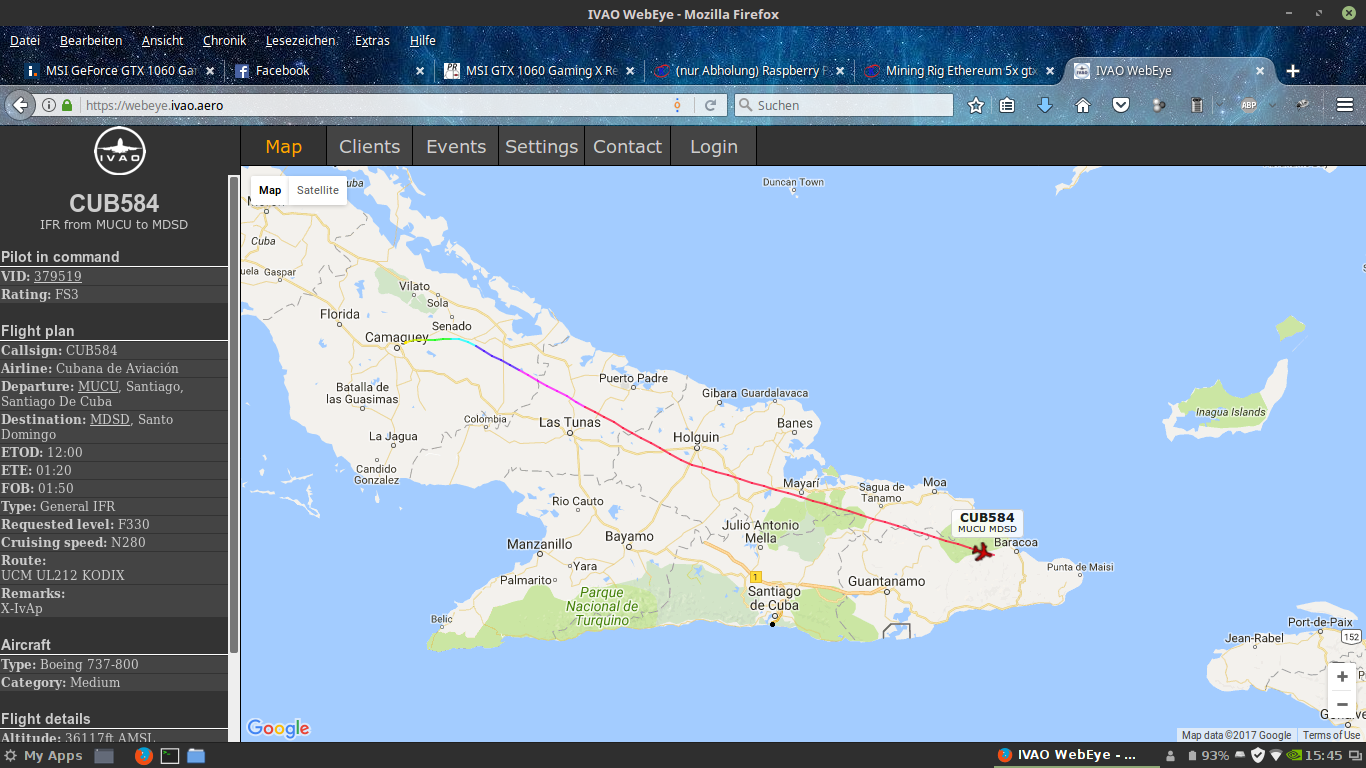 IVAO WebEye - Mozilla Firefox
Datei Bearbeiten Ansicht Chronik Lesezeichen Extras Hilfe
MSI GeForce GTX 1060 Gar
Facebook
MSI GTX 1060 Gaming X Re
(nur Abholung) Raspberry P
Mining Rig Ethereum 5x gtx
IVAO WebEye
https://webeye.ivao.aero
Suchen
ABP
IVAO
Map Clients Events Settings Contact Login
CUB584
IFR from MUCU to MDSD
Pilot in command
VID: 379519
Rating: FS3
Flight plan
Callsign: CUB584
Airline: Cubana de Aviación
Departure: MUCU, Santiago,
Santiago De Cuba
Destination: MDSD, Santo
Domingo
ETOD: 12:00
ETE: 01:20
FOB: 01:50
Type: General IFR
Requested level: F330
Cruising speed: N280
Route:
UCM UL212 KODIX
Remarks:
X-IvAp
Aircraft
Type: Boeing 737-800
Category: Medium
Flight details
Altitude: 36117ft AMSL
Map Satellite
Duncan Town
Cuba
Gaspar
Vilato
Sola
Florida
Senado
Camaguey
Batalla de
las Guasimas
Puerto Padre
Gibara
Guardalavaca
Colombia
Las Tunas
Banes
La Jagua
Holguin
Inagua Islands
Candido
Gonzalez
Mayarí
Sagua de
Tanamo
Moa
Rio Cauto
CUB584
MUCU MDSD
Julio Antonio
Mella
Baracoa
Manzanillo
Bayamo
Yara
Palmarito
Punta de Maisi
1
Guantanamo
Parque
Nacional de
Turquino
Santiago
de Cuba
Belic
Port-de-Paix
Jean-Rabel
152
+
−
Google
Map data ©2017 Google Terms of Use
My Apps
IVAO WebEye - ...
93%
15:45